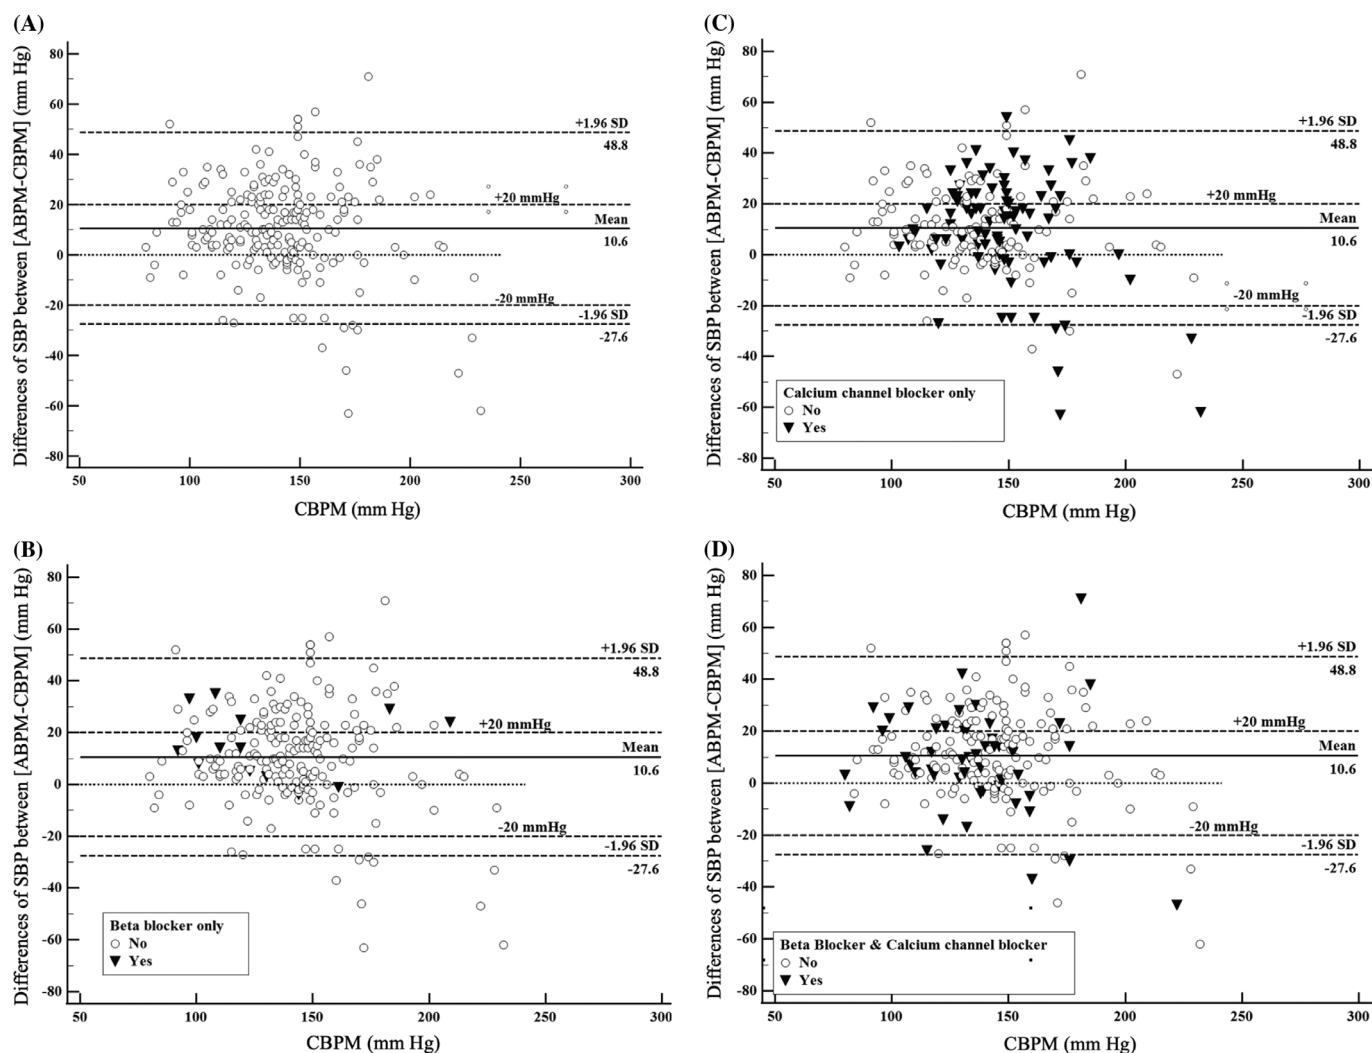 (A)
Differences of SBP between [ABPM-CBPM] (mm Hg)
80
60
40
20
0
-20
-40
-60
-80
+1.96 SD
48.8
+20 mmHg
Mean
10.6
-20 mmHg
-1.96 SD
-27.6
50 100 150 200 250 300
CBPM (mm Hg)
(B)
Differences of SBP between [ABPM-CBPM] (mm Hg)
80
60
40
20
0
-20
-40
-60
-80
+1.96 SD
48.8
+20 mmHg
Mean
10.6
-20 mmHg
-1.96 SD
-27.6
Beta blocker only
No
Yes
50 100 150 200 250 300
CBPM (mm Hg)
(C)
Differences of SBP between [ABPM-CBPM] (mm Hg)
80
60
40
20
0
-20
-40
-60
-80
+1.96 SD
48.8
+20 mmHg
Mean
10.6
-20 mmHg
-1.96 SD
-27.6
Calcium channel blocker only
No
Yes
50 100 150 200 250 300
CBPM (mm Hg)
(D)
Differences of SBP between [ABPM-CBPM] (mm Hg)
80
60
40
20
0
-20
-40
-60
-80
+1.96 SD
48.8
+20 mmHg
Mean
10.6
-20 mmHg
-1.96 SD
-27.6
Beta Blocker & Calcium channel blocker
No
Yes
50 100 150 200 250 300
CBPM (mm Hg)